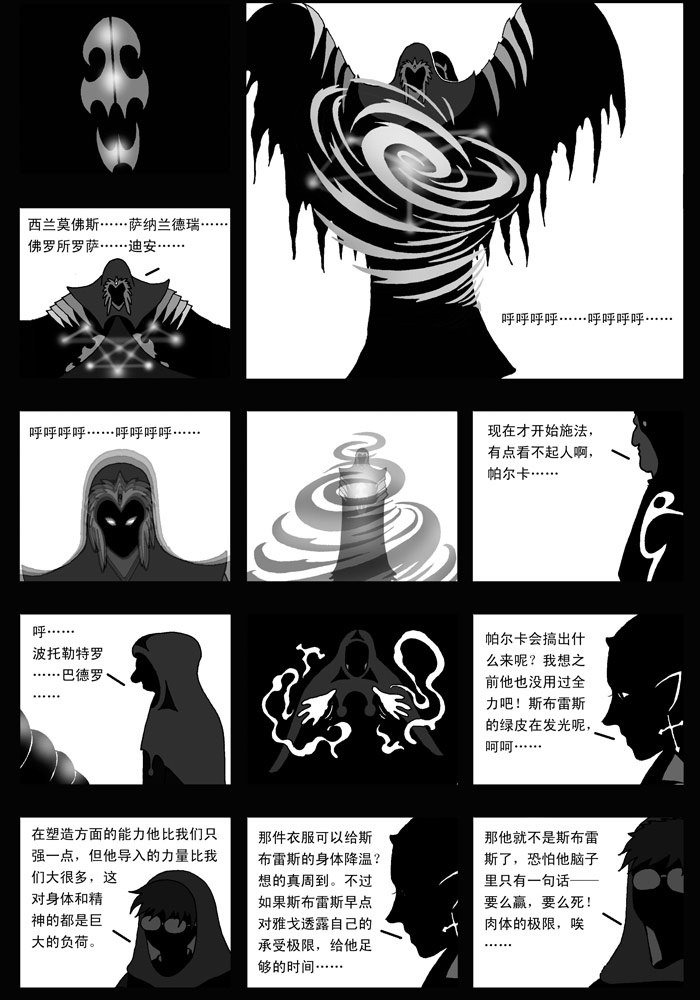 西兰莫佛斯……萨纳兰德瑞……
佛罗所罗萨……迪安……
呼呼呼呼……呼呼呼呼……
呼呼呼呼……呼呼呼呼……
现在才开始施法，
有点看不起人啊，
帕尔卡……
呼……
波托勒特罗
……巴德罗
……
帕尔卡会搞出什
么来呢？我想之
前他也没用过全
力吧！斯布雷斯
的绿皮在发光呢，
呵呵……
在塑造方面的能力他比我们只
强一点，但他导入的力量比我
们大很多，这
对身体和精
神的都是巨
大的负荷。
那件衣服可以给斯
布雷斯的身体降温？
想的真周到。不过
如果斯布雷斯早点
对雅戈透露自己的
承受极限，给他足
够的时间……
那他就不是斯布雷
斯了，恐怕他脑子
里只有一句话——
要么赢，要么死！
肉体的极限，唉
……